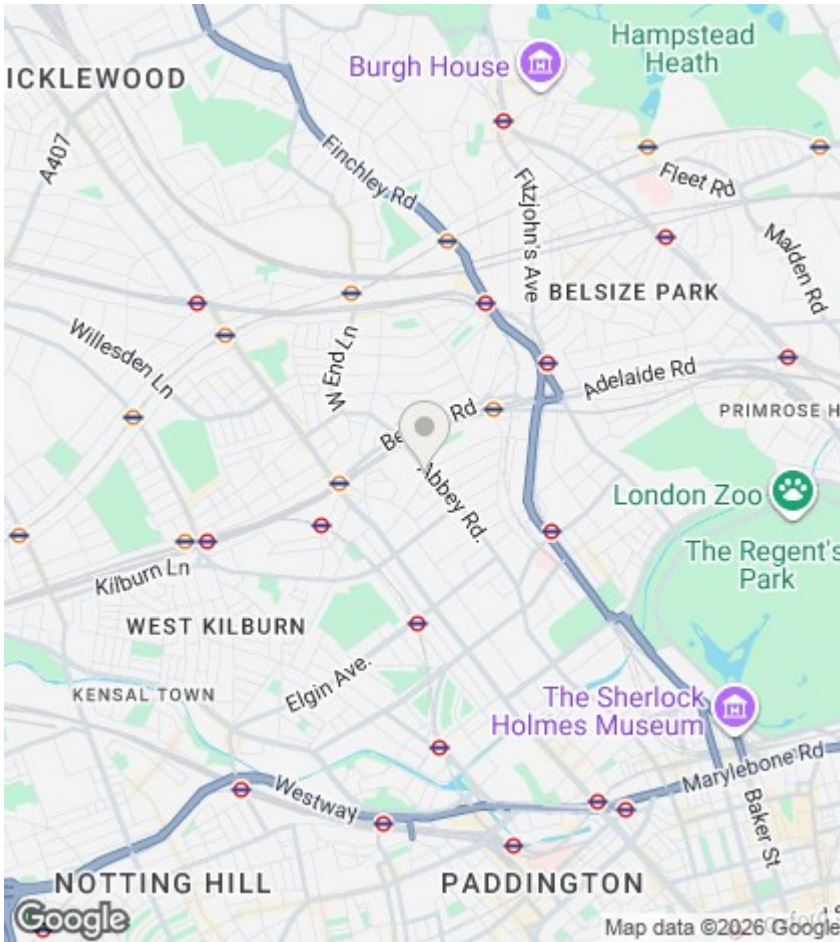 Hampstead
Heath
Burgh House
ICKLEWOOD
A407
Finchley Rd
Fitzjohn's Ave
Fleet Rd
Malden Rd
BELSIZE PARK
Willesden Ln
W End Ln
Adelaide Rd
PRIMROSE H
Be
Rd
Abbey Rd.
London Zoo
The Regent's
Park
Kilburn Ln
WEST KILBURN
Elgin Ave.
KENSAL TOWN
The Sherlock
Holmes Museum
Marylebone Rd
Westway
Baker St
NOTTING HILL
PADDINGTON
Google
Map data ©2026 Google